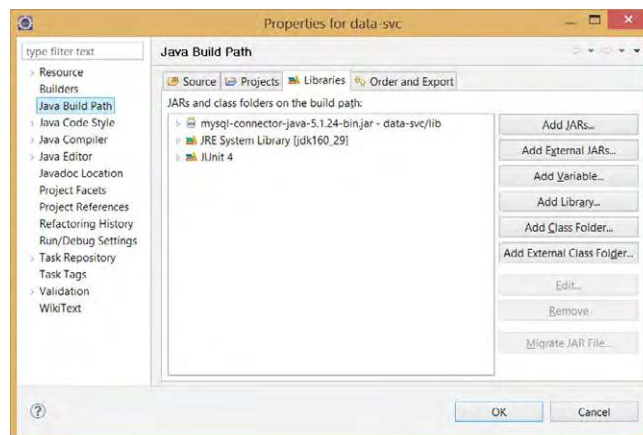 Properties for data-svc
type filter text
Resource
Builders
Java Build Path
Java Code Style
Java Compiler
Java Editor
Javadoc Location
Project Facets
Project References
Refactoring History
Run/Debug Settings
Task Repository
Task Tags
Validation
WikiText
Java Build Path
Source
Projects
Libraries
Order and Export
JARs and class folders on the build path:
mysql-connector-java-5.1.24-bin.jar - data-svc/lib
JRE System Library [jdk160_29]
JUnit 4
Add JARs...
Add External JARs...
Add Variable...
Add Library...
Add Class Folder...
Add External Class Folder...
Edit...
Remove
Migrate JAR File...
OK
Cancel